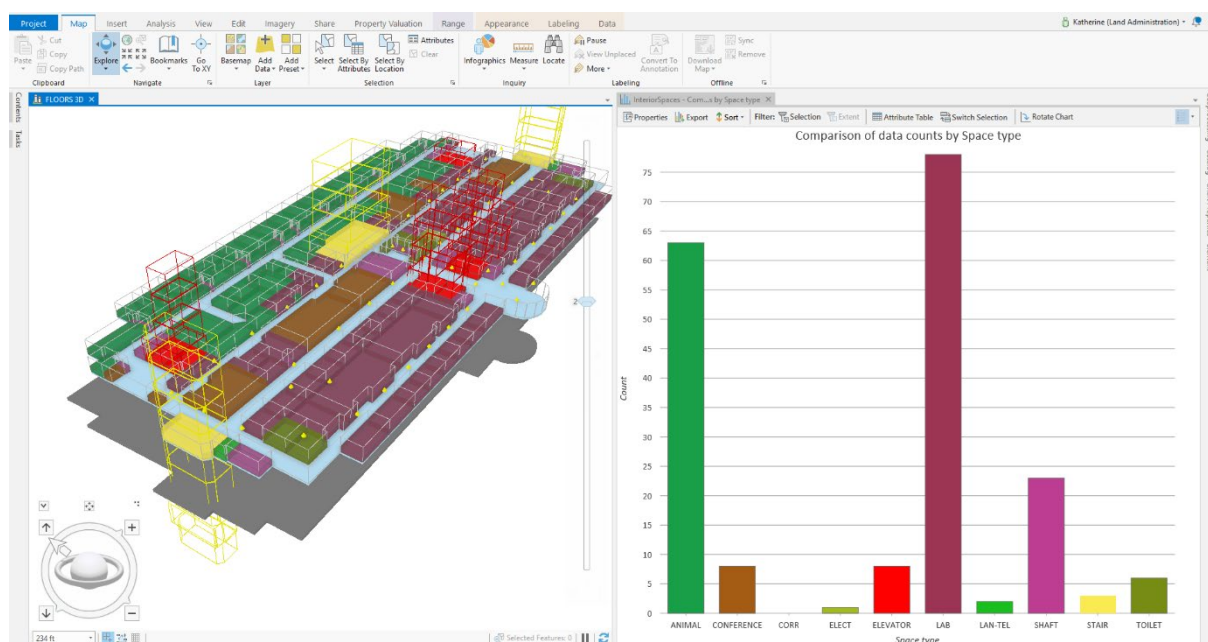 Project Map Insert Analysis View Edit Imagery Share Property Valuation Range Appearance Labeling Data
Katherine (Land Administration)
Paste
Cut
Copy
Copy Path
Clipboard
Explore
Bookmarks
Go To XY
Navigate
Basemap
Add Data
Add Preset
Layer
Select
Select By Attributes
Select By Location
Attributes
Clear
Selection
Infographics
Measure
Locate
Inquiry
Pause
View Unplaced
More
Convert To Annotation
Labeling
Download Map
Sync
Remove
Offline
Contents
Tasks
FLOORS 3D
2
234 ft
Selected Features: 0
InteriorSpaces - Com...s by Space type
Properties Export Sort Filter: Selection Extent Attribute Table Switch Selection Rotate Chart
Comparison of data counts by Space type
Count
75
70
65
60
55
50
45
40
35
30
25
20
15
10
5
0
ANIMAL CONFERENCE CORR ELECT ELEVATOR LAB LAN-TEL SHAFT STAIR TOILET
Space type